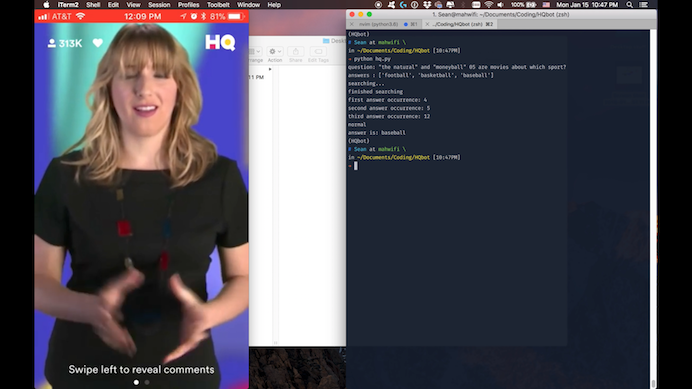 iTerm2 Shell Edit View Session Profiles Toolbelt Window Help
100% Mon Jan 15 10:47 PM
AT&T 12:09 PM 81%
313K
HQ
Swipe left to reveal comments
Action Share Edit Tags
1. Sean@mahwifi: ~/Documents/Coding/HQbot (zsh)
../Coding/HQbot (zsh) ⌘2
(HQbot)
# Sean at mahwifi \
in ~/Documents/Coding/HQbot [10:47PM]
→ python hq.py
question: "the natural" and "moneyball" 05 are movies about which sport?
answers : ['football', 'basketball', 'baseball']
searching...
finished searching
first answer occurrence: 4
second answer occurrence: 5
third answer occurrence: 12
normal
answer is: baseball
(HQbot)
# Sean at mahwifi \
in ~/Documents/Coding/HQbot [10:47PM]
→